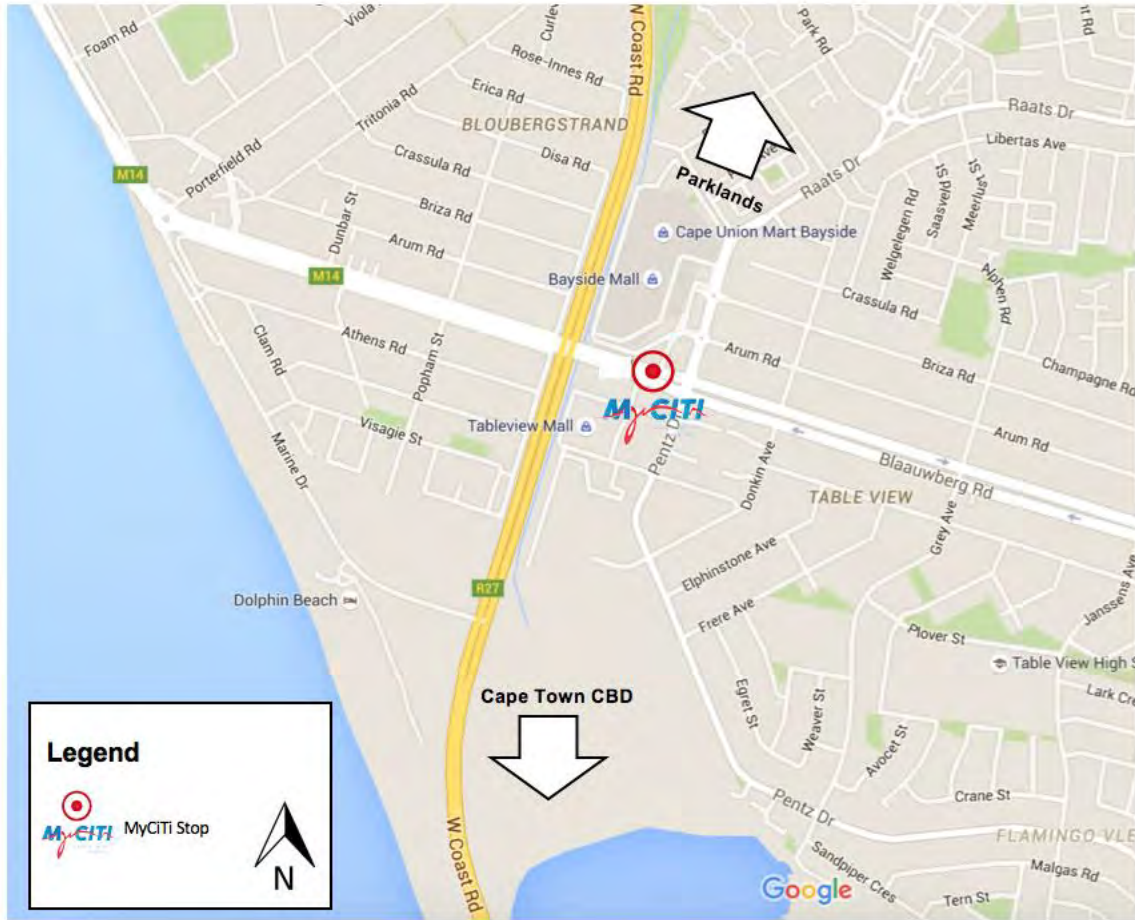 Foam Rd
Viola
Curle
W Coast Rd
Park Rd
Rose-Innes Rd
Erica Rd
Tritonia Rd
BLOUBERGSTRAND
Raats Dr
Libertas Ave
Porterfield Rd
Crassula Rd
Disa Rd
Parklands
Raats Dr
M14
Dunbar St
Briza Rd
Arum Rd
Cape Union Mart Bayside
Welgelegen Rd
Saasveld St
Meerlust St
M14
Bayside Mall
Alphen Rd
Crassula Rd
Clam Rd
Athens Rd
Popham St
Arum Rd
Briza Rd
Champagne Rd
MyCITI
Tableview Mall
Visagie St
Marine Dr
Pentz Dr
Donkin Ave
Arum Rd
Blaauwberg Rd
TABLE VIEW
Grey Ave
Elphinstone Ave
Janssens Ave
R27
Dolphin Beach
Frere Ave
Plover St
Table View High S
Lark Cre
Cape Town CBD
Egret St
Weaver St
Avocet St
Legend
MyCITI
MyCiTi Stop
N
W Coast Rd
Pentz Dr
Crane St
FLAMINGO VLE
Sandpiper Cres
Malgas Rd
Google
Tern St